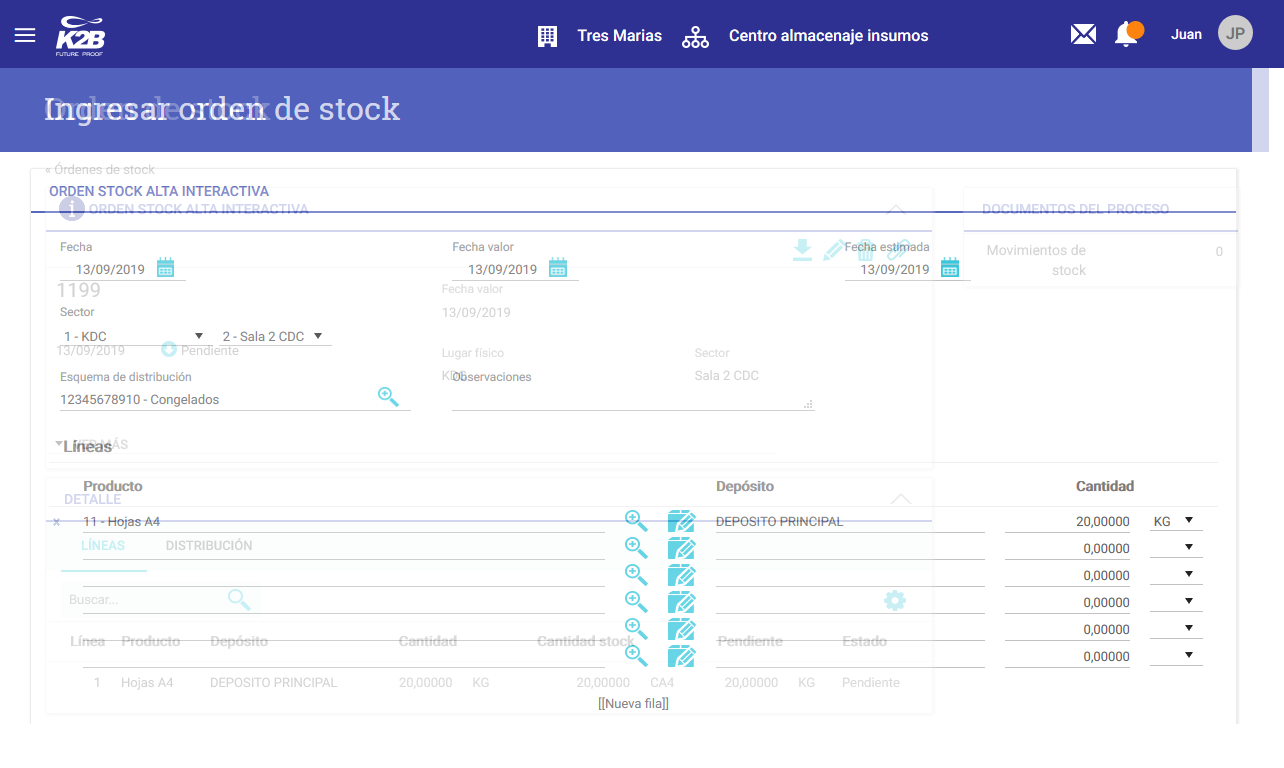 K2B
FUTURE PROOF
Tres Marias
Centro almacenaje insumos
Juan
JP
Ingresar orden de stock
Orden de stock
« Órdenes de stock
ORDEN STOCK ALTA INTERACTIVA
ORDEN STOCK ALTA INTERACTIVA
DOCUMENTOS DEL PROCESO
Fecha
Fecha valor
Fecha estimada
Movimientos de stock
0
13/09/2019
13/09/2019
13/09/2019
1199
Fecha valor
13/09/2019
Sector
1 - KDC
2 - Sala 2 CDC
13/09/2019
Pendiente
Lugar físico
Sector
KDC
Sala 2 CDC
Esquema de distribución
Observaciones
12345678910 - Congelados
VER MÁS
Líneas
Producto
Depósito
Cantidad
DETALLE
x 11 - Hojas A4
DEPOSITO PRINCIPAL
20,00000
KG
LÍNEAS
DISTRIBUCIÓN
0,00000
0,00000
Buscar...
0,00000
0,00000
Línea Producto Depósito Cantidad Cantidad stock Pendiente Estado
0,00000
1 Hojas A4 DEPOSITO PRINCIPAL 20,00000 KG 20,00000 CA4 20,00000 KG Pendiente
[[Nueva fila]]